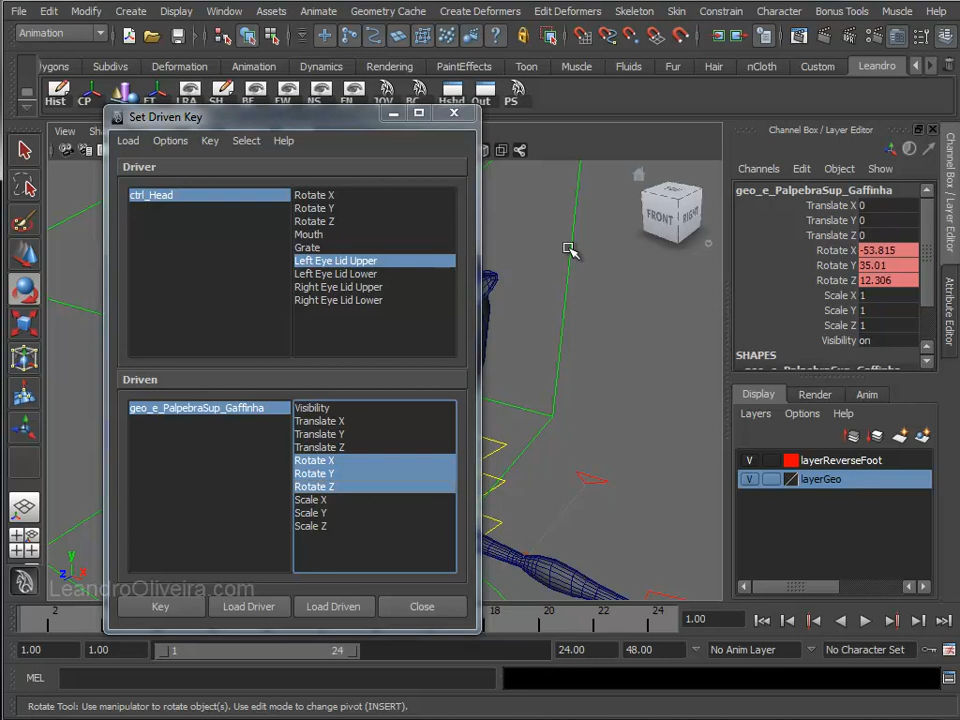 File Edit Modify Create Display Window Assets Animate Geometry Cache Create Deformers Edit Deformers Skeleton Skin Constrain Character Bonus Tools Muscle Help
Animation
Polygons Subdivs Deformation Animation Dynamics Rendering PaintEffects Toon Muscle Fluids Fur Hair nCloth Custom Leandro
Hist CP FT LRA SH BE EW NS EN JOV BC Hshd Out PS
Set Driven Key
Load Options Key Select Help
Driver
ctrl_Head
Rotate X
Rotate Y
Rotate Z
Mouth
Grate
Left Eye Lid Upper
Left Eye Lid Lower
Right Eye Lid Upper
Right Eye Lid Lower
Driven
geo_e_PalpebraSup_Gaffinha
Visibility
Translate X
Translate Y
Translate Z
Rotate X
Rotate Y
Rotate Z
Scale X
Scale Y
Scale Z
LeandroOliveira.com
Key Load Driver Load Driven Close
View
FRONT RIGHT
Channel Box / Layer Editor
Channels Edit Object Show
geo_e_PalpebraSup_Gaffinha
Translate X 0
Translate Y 0
Translate Z 0
Rotate X -53.815
Rotate Y 35.01
Rotate Z 12.306
Scale X 1
Scale Y 1
Scale Z 1
Visibility on
SHAPES
Channel Box / Layer Editor
Attribute Editor
Display Render Anim
Layers Options Help
V layerReverseFoot
V layerGeo
y
z x
2 20 22 24 1.00
1.00 1.00 1 24 24.00 48.00 No Anim Layer No Character Set
MEL
Rotate Tool: Use manipulator to rotate object(s). Use edit mode to change pivot (INSERT).